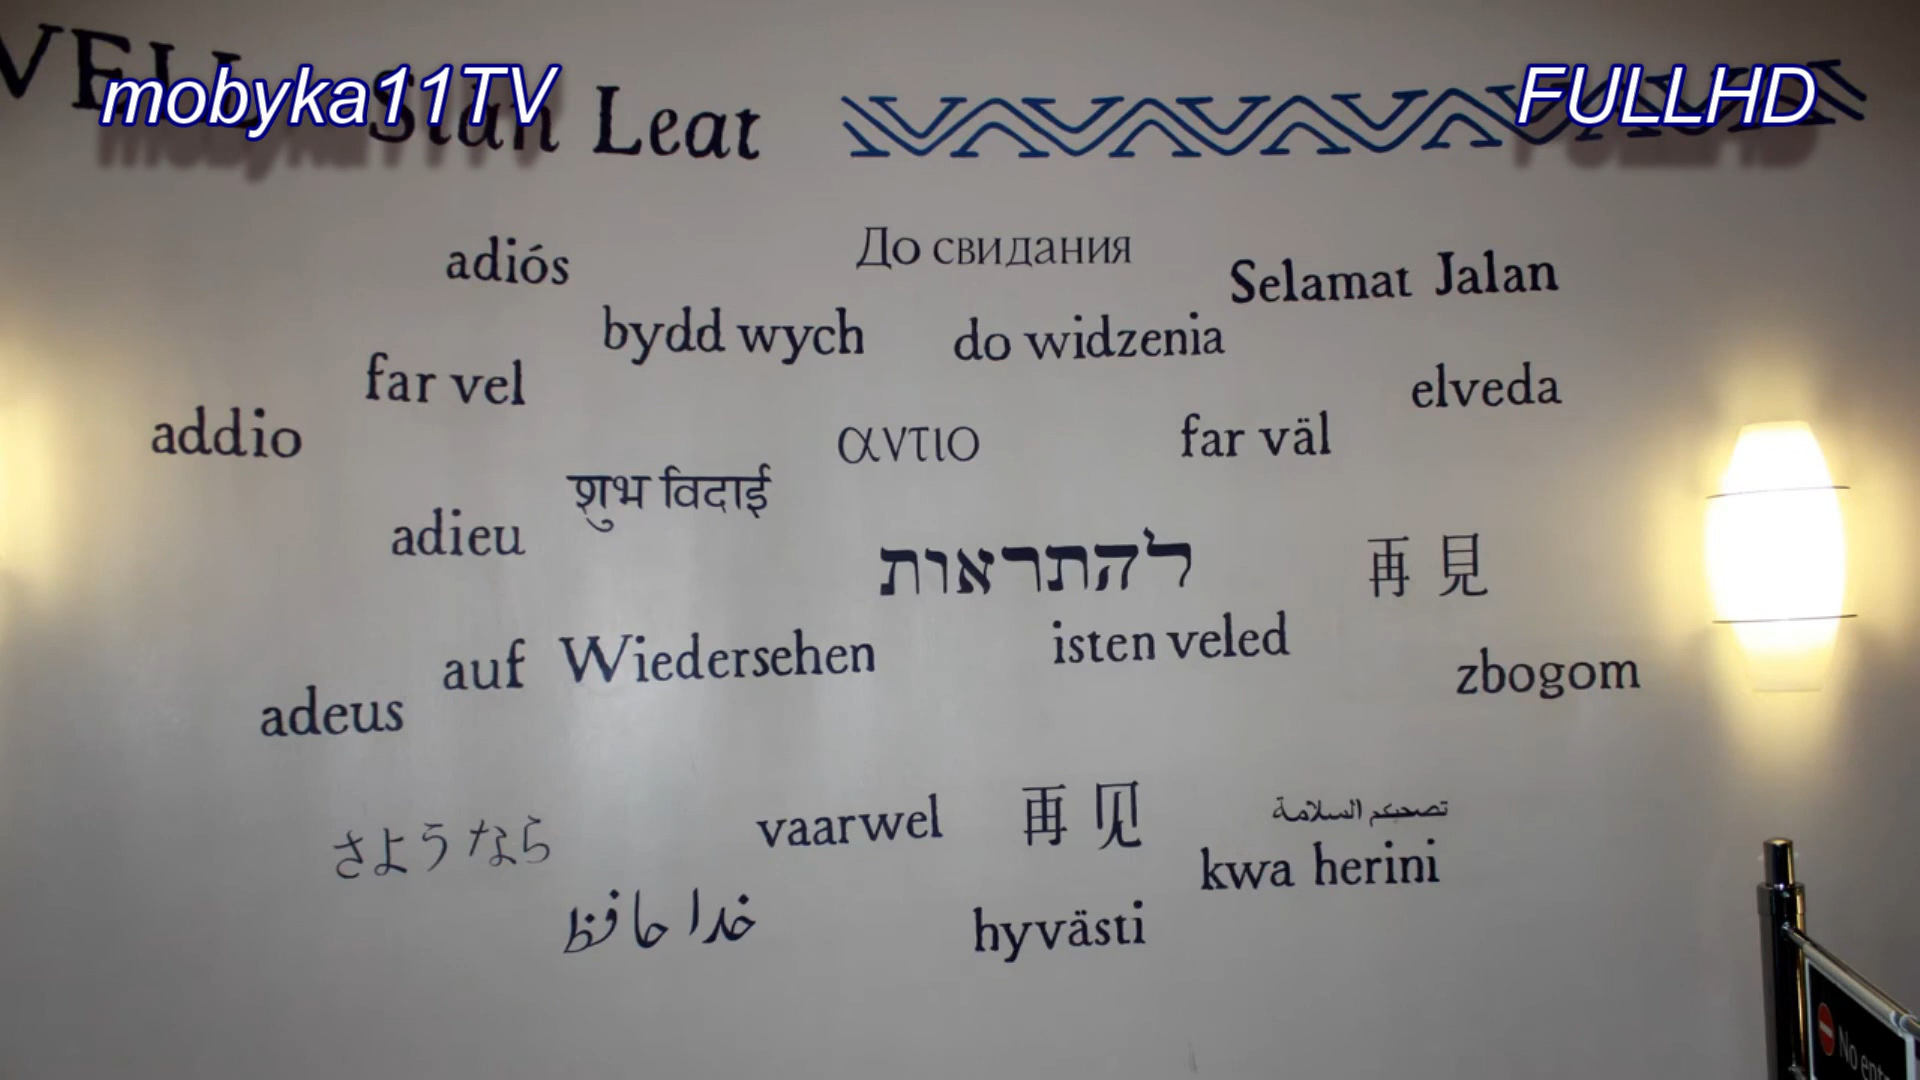 mobyka11TV
FULLHD
Slán Leat
adiós
До свидания
Selamat Jalan
bydd wych
do widzenia
far vel
elveda
addio
αντιο
far väl
शुभ विदाई
adieu
להתראות
再 見
auf Wiedersehen
isten veled
zbogom
adeus
さようなら
vaarwel
再 见
تصحبكم السلامة
kwa herini
خدا حافظ
hyvästi
No